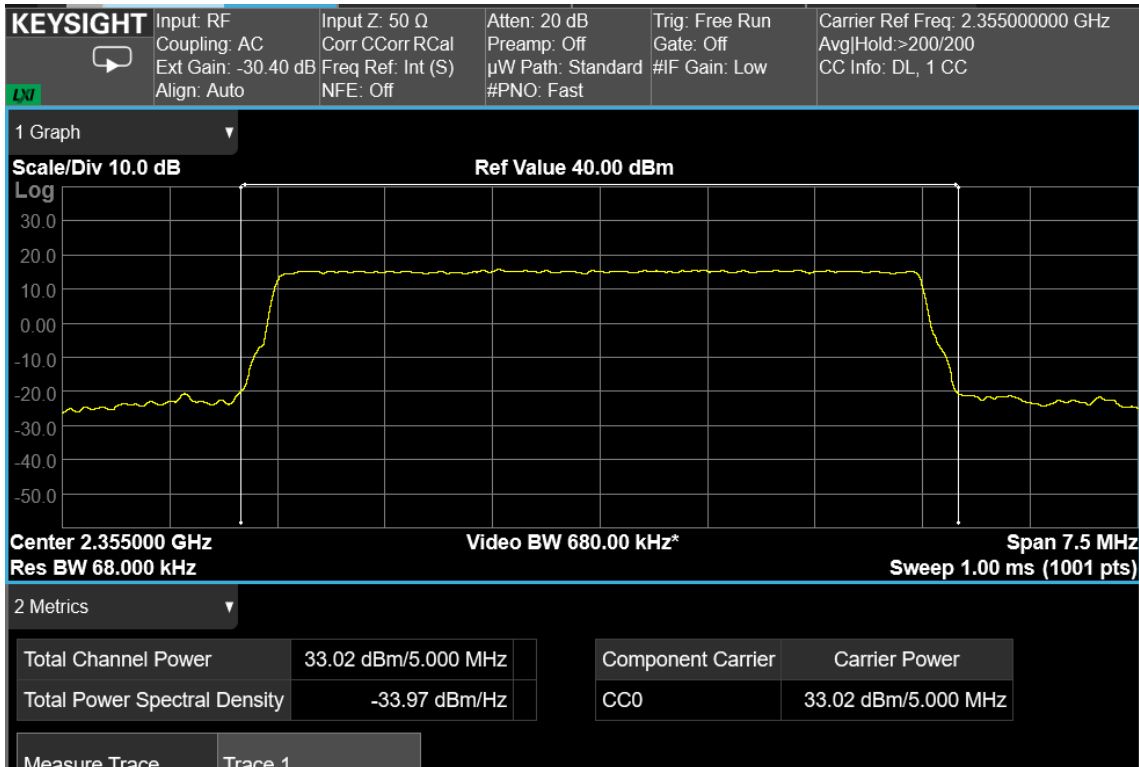 KEYSIGHT
LXI
Input: RF
Coupling: AC
Ext Gain: -30.40 dB
Align: Auto
Input Z: 50 Ω
Corr CCorr RCal
Freq Ref: Int (S)
NFE: Off
Atten: 20 dB
Preamp: Off
µW Path: Standard
#PNO: Fast
Trig: Free Run
Gate: Off
#IF Gain: Low
Carrier Ref Freq: 2.355000000 GHz
Avg|Hold:>200/200
CC Info: DL, 1 CC
1 Graph
Scale/Div 10.0 dB
Ref Value 40.00 dBm
Log
30.0
20.0
10.0
0.00
-10.0
-20.0
-30.0
-40.0
-50.0
Center 2.355000 GHz
Video BW 680.00 kHz*
Span 7.5 MHz
Res BW 68.000 kHz
Sweep 1.00 ms (1001 pts)
2 Metrics
Total Channel Power 33.02 dBm/5.000 MHz
Total Power Spectral Density -33.97 dBm/Hz
Component Carrier Carrier Power
CC0 33.02 dBm/5.000 MHz
Measure Trace Trace 1